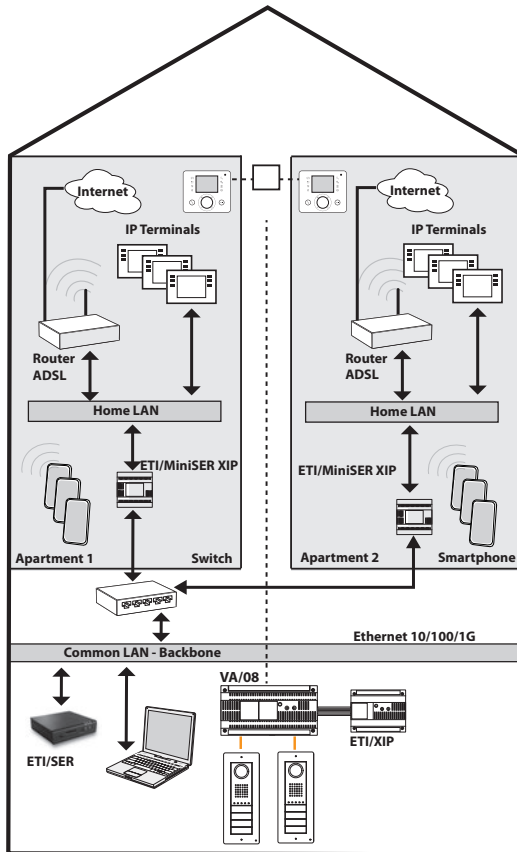 Internet
IP Terminals
Router
ADSL
Home LAN
ETI/MiniSER XIP
Apartment 1
Switch
Internet
IP Terminals
Router
ADSL
Home LAN
ETI/MiniSER XIP
Apartment 2
Smartphone
Ethernet 10/100/1G
Common LAN - Backbone
VA/08
ETI/SER
ETI/XIP